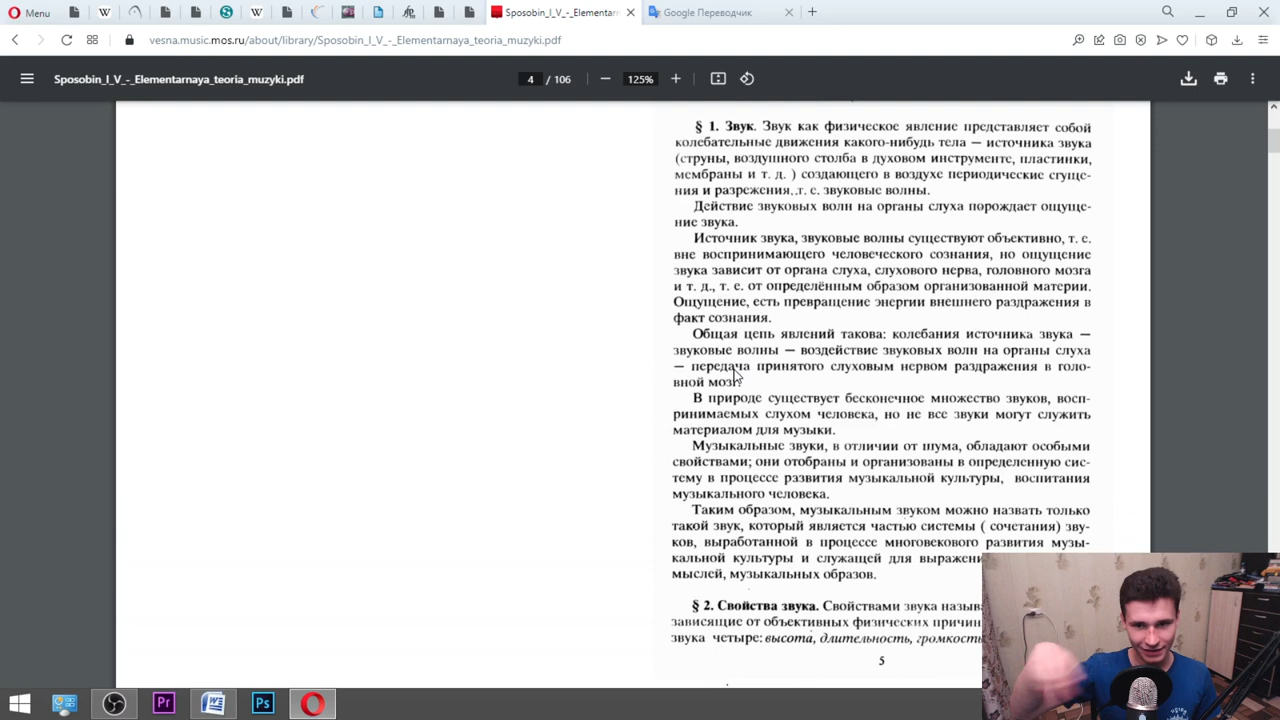 Menu
Sposobin_I_V_-_Elementar
Google Переводчик
vesna.music.mos.ru/about/library/Sposobin_I_V_-_Elementarnaya_teoria_muzyki.pdf
Sposobin_I_V_-_Elementarnaya_teoria_muzyki.pdf
4 / 106
125%
§ 1. Звук. Звук как физическое явление представляет собой
колебательные движения какого-нибудь тела — источника звука
(струны, воздушного столба в духовом инструменте, пластинки,
мембраны и т. д. ) создающего в воздухе периодические сгуще-
ния и разрежения,.т. е. звуковые волны.
Действие звуковых волн на органы слуха порождает ощуще-
ние звука.
Источник звука, звуковые волны существуют объективно, т. е.
вне воспринимающего человеческого сознания, но ощущение
звука зависит от органа слуха, слухового нерва, головного мозга
и т. д., т. е. от определённым образом организованной материи.
Ощущение, есть превращение энергии внешнего раздражения в
факт сознания.
Общая цепь явлений такова: колебания источника звука —
звуковые волны — воздействие звуковых волн на органы слуха
— передача принятого слуховым нервом раздражения в голо-
вной мозг.
В природе существует бесконечное множество звуков, восп-
ринимаемых слухом человека, но не все звуки могут служить
материалом для музыки.
Музыкальные звуки, в отличии от шума, обладают особыми
свойствами; они отобраны и организованы в определенную сис-
тему в процессе развития музыкальной культуры, воспитания
музыкального человека.
Таким образом, музыкальным звуком можно назвать только
такой звук, который является частью системы ( сочетания) зву-
ков, выработанной в процессе многовекового развития музы-
кальной культуры и служащей для выражен
мыслей, музыкальных образов.
§ 2. Свойства звука. Свойствами звука назыв
зависящие от объективных физических причин
звука четыре: высота, длительность, громкость
5
Pr
W
Ps